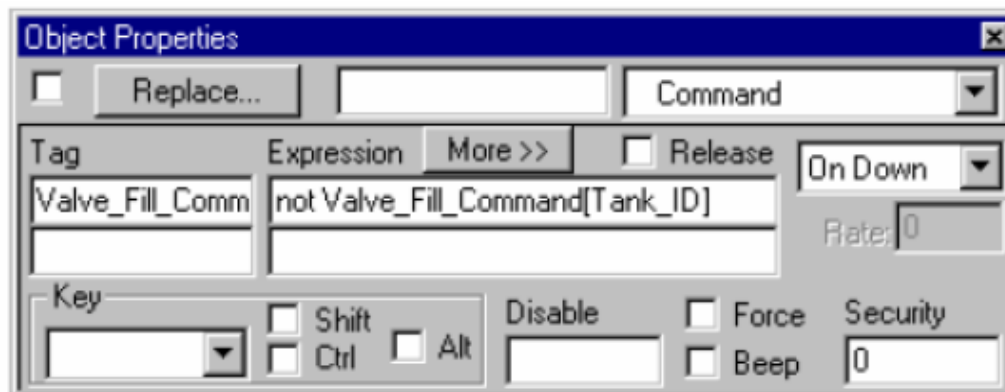 Object Properties
Replace...
Command
Tag
Expression
More >>
Release
On Down
Valve_Fill_Comm
not Valve_Fill_Command[Tank_ID]
Rate: 0
Key
Shift
Ctrl
Alt
Disable
Force
Beep
Security
0